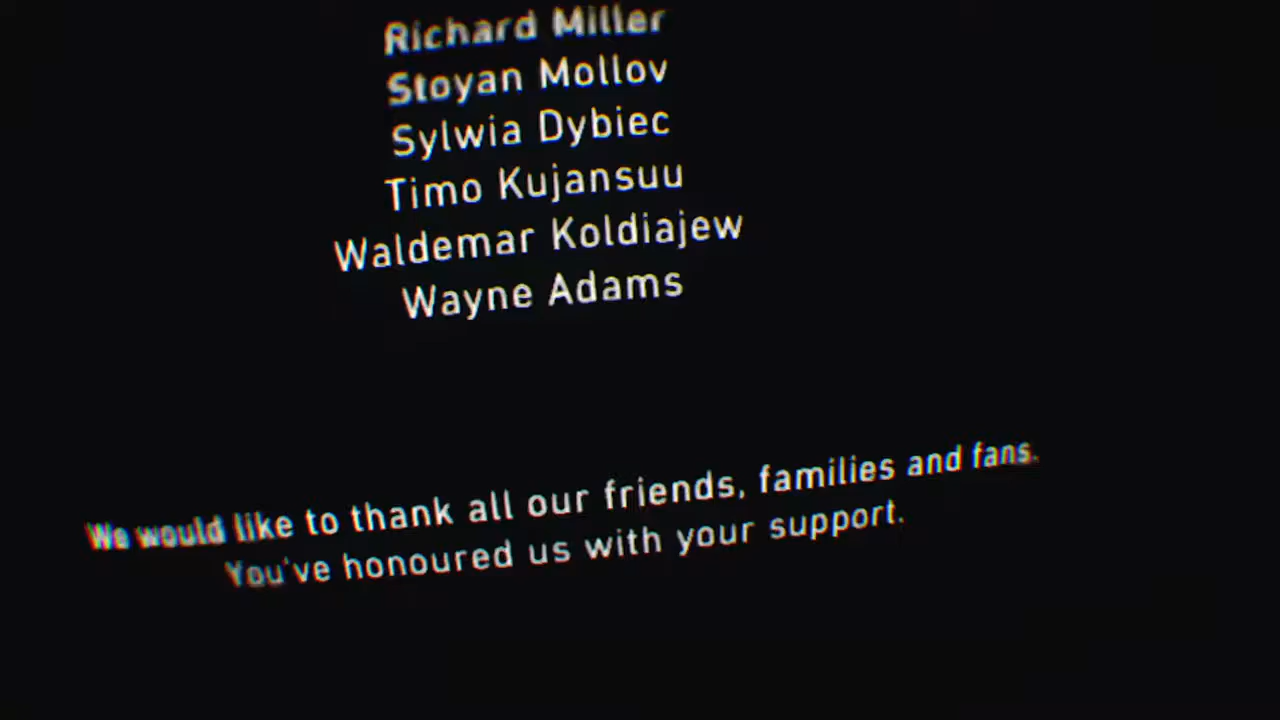 Richard Miller
Stoyan Mollov
Sylwia Dybiec
Timo Kujansuu
Waldemar Koldiajew
Wayne Adams
We would like to thank all our friends, families and fans.
You've honoured us with your support.